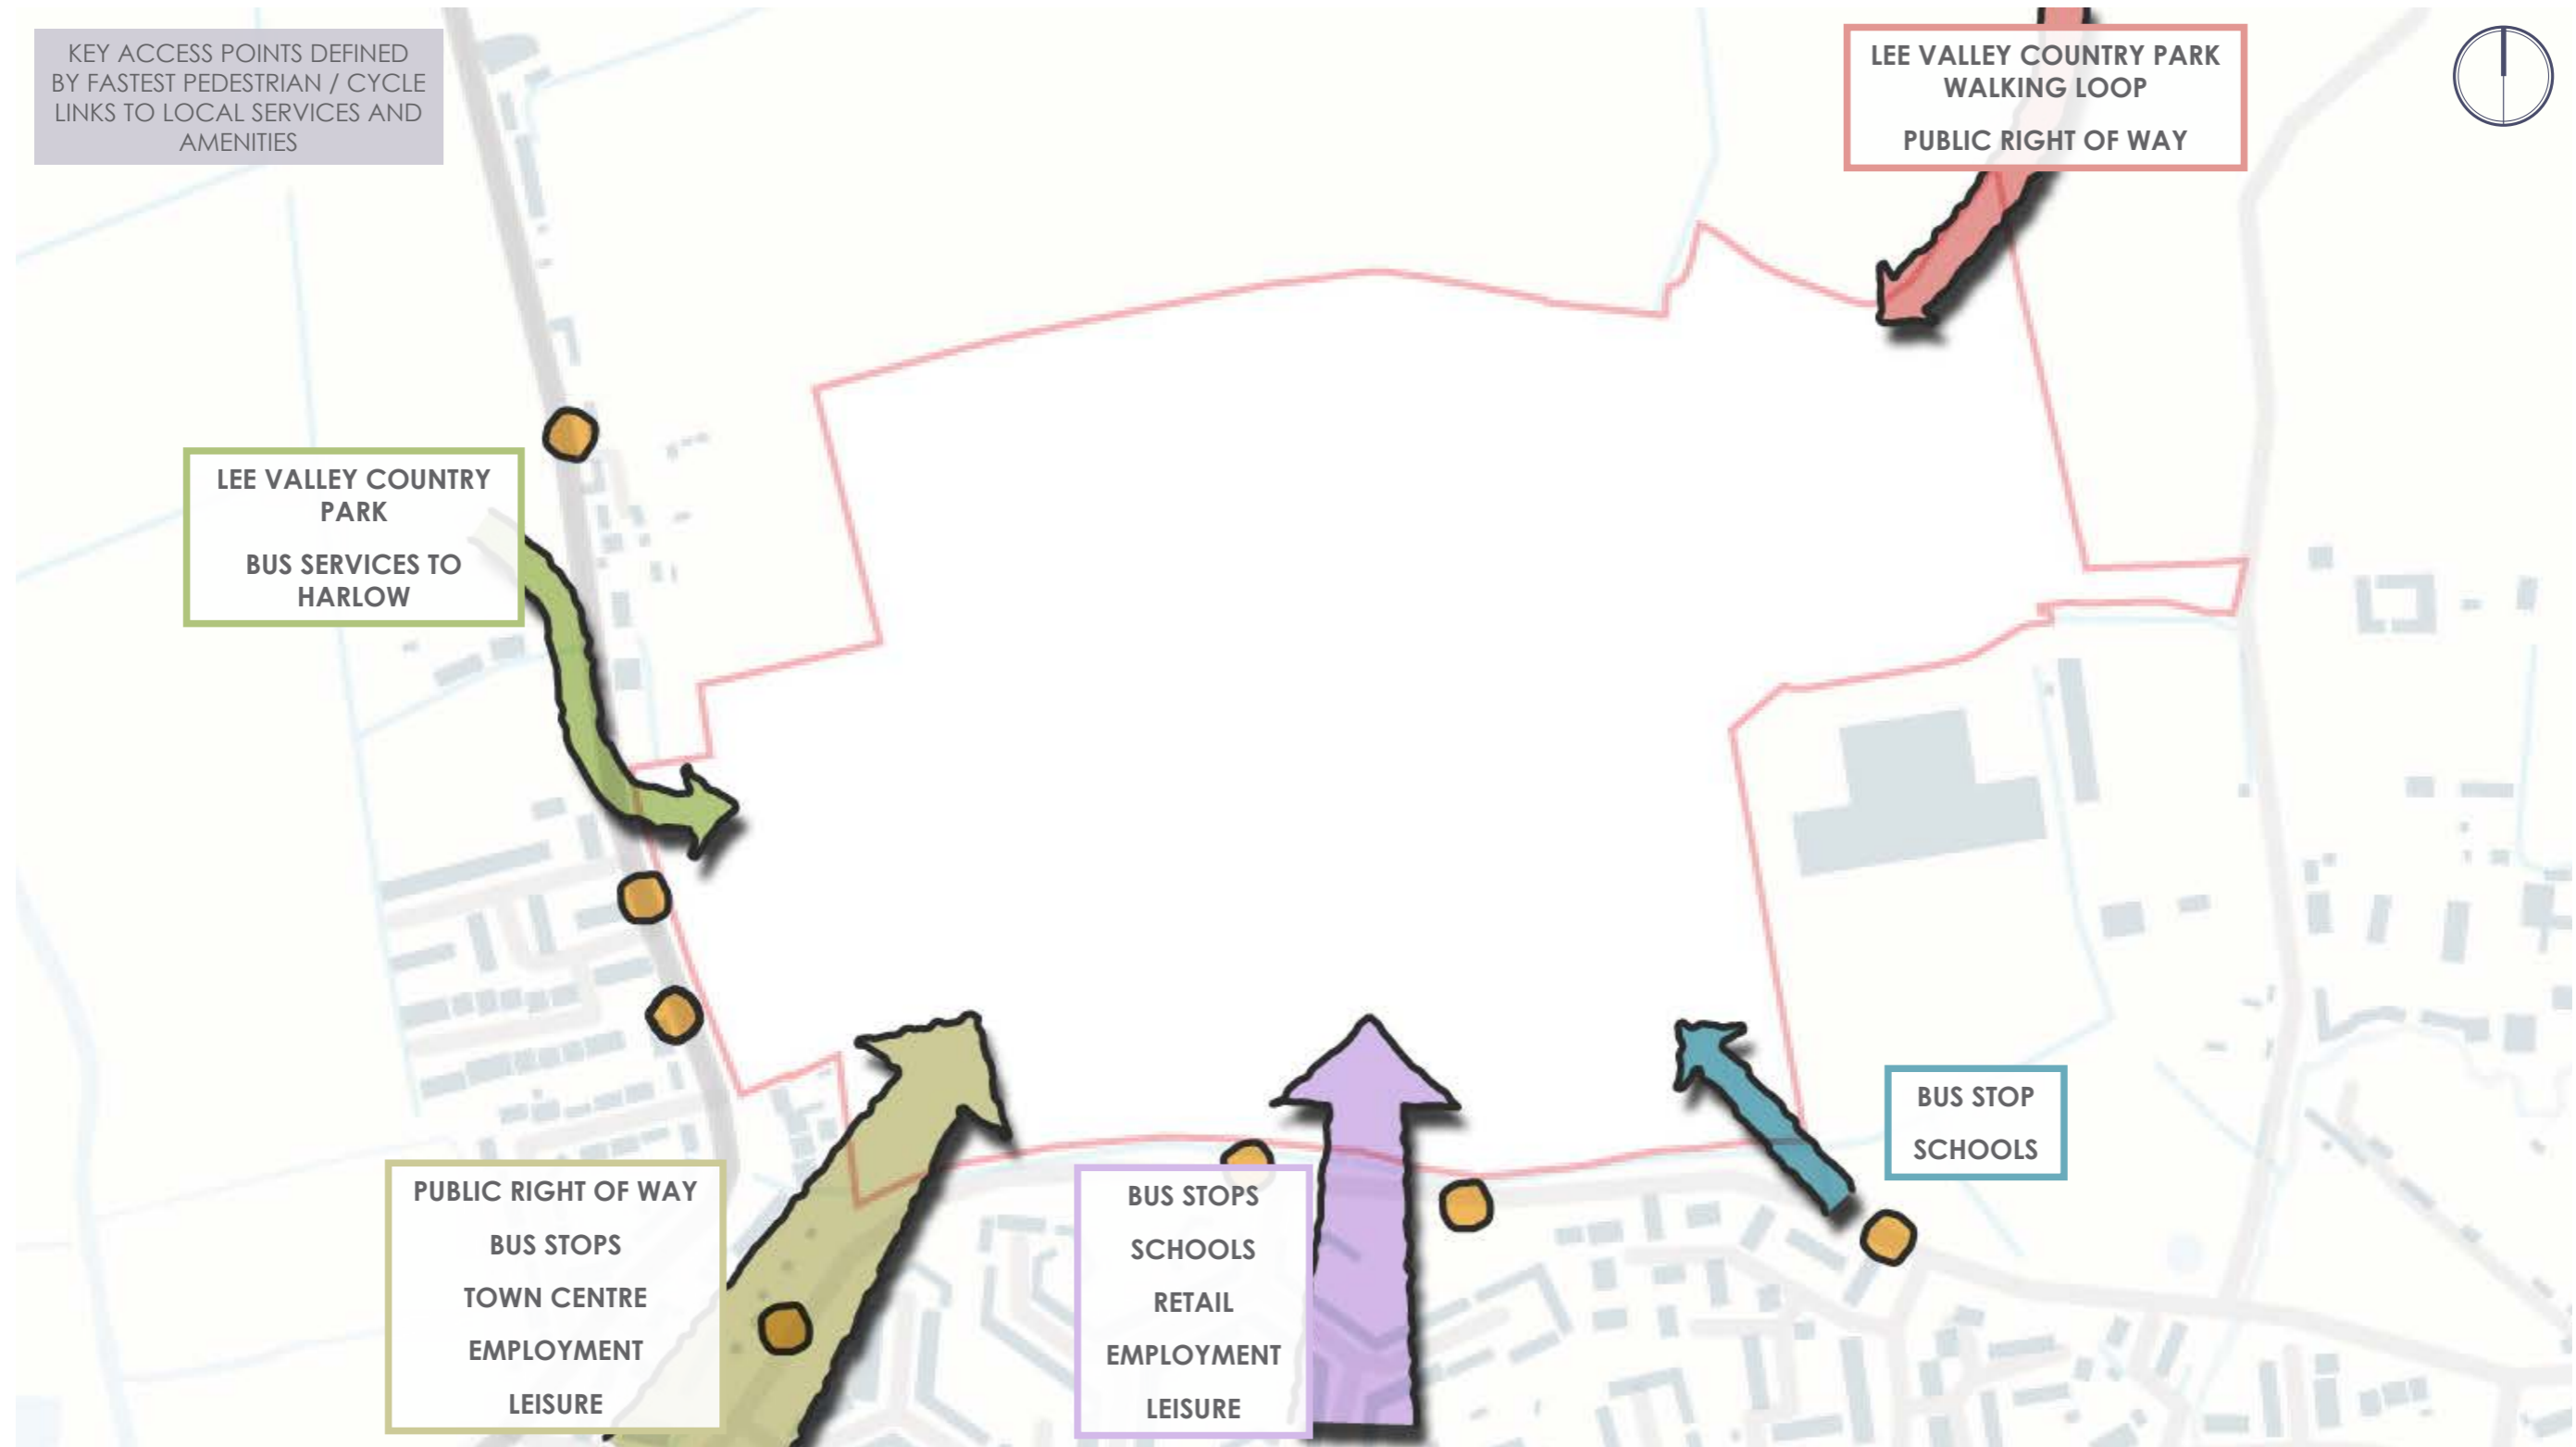 KEY ACCESS POINTS DEFINED
BY FASTEST PEDESTRIAN / CYCLE
LINKS TO LOCAL SERVICES AND
AMENITIES
LEE VALLEY COUNTRY PARK
WALKING LOOP
PUBLIC RIGHT OF WAY
LEE VALLEY COUNTRY
PARK
BUS SERVICES TO
HARLOW
PUBLIC RIGHT OF WAY
BUS STOPS
TOWN CENTRE
EMPLOYMENT
LEISURE
BUS STOPS
SCHOOLS
RETAIL
EMPLOYMENT
LEISURE
BUS STOP
SCHOOLS